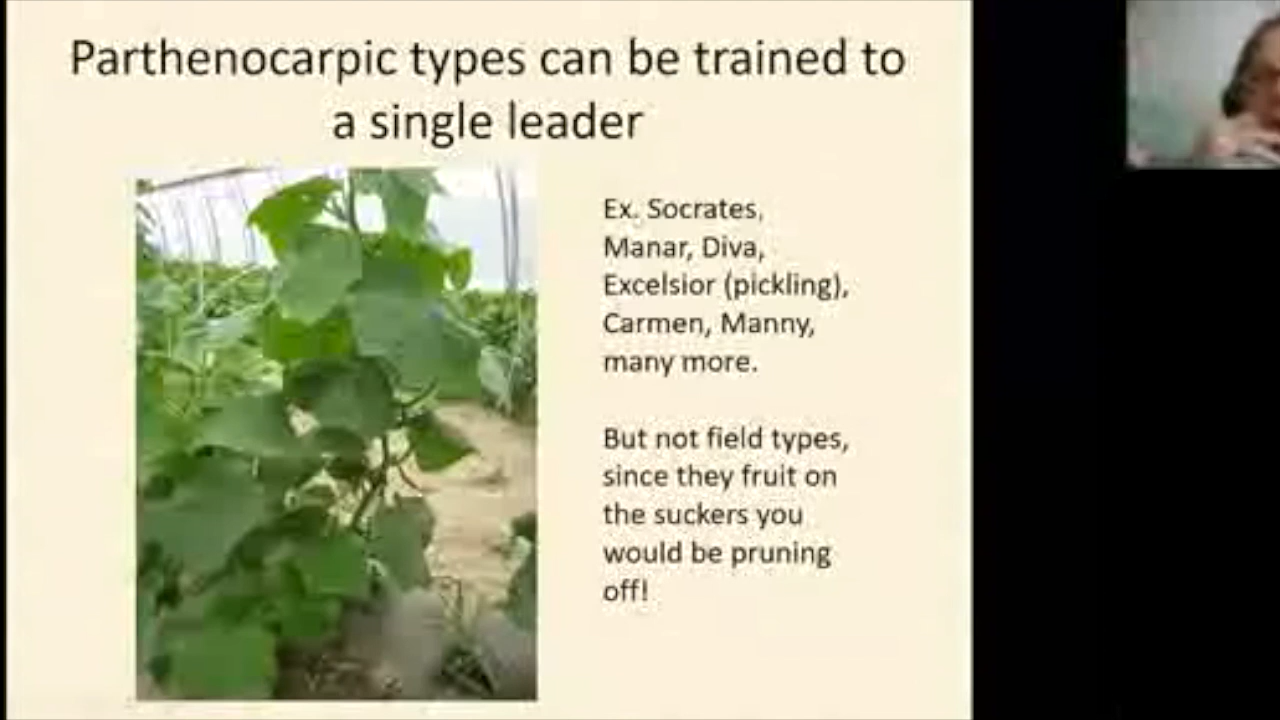 Parthenocarpic types can be trained to
a single leader
Ex. Socrates,
Manar, Diva,
Excelsior (pickling),
Carmen, Manny,
many more.
But not field types,
since they fruit on
the suckers you
would be pruning
off!